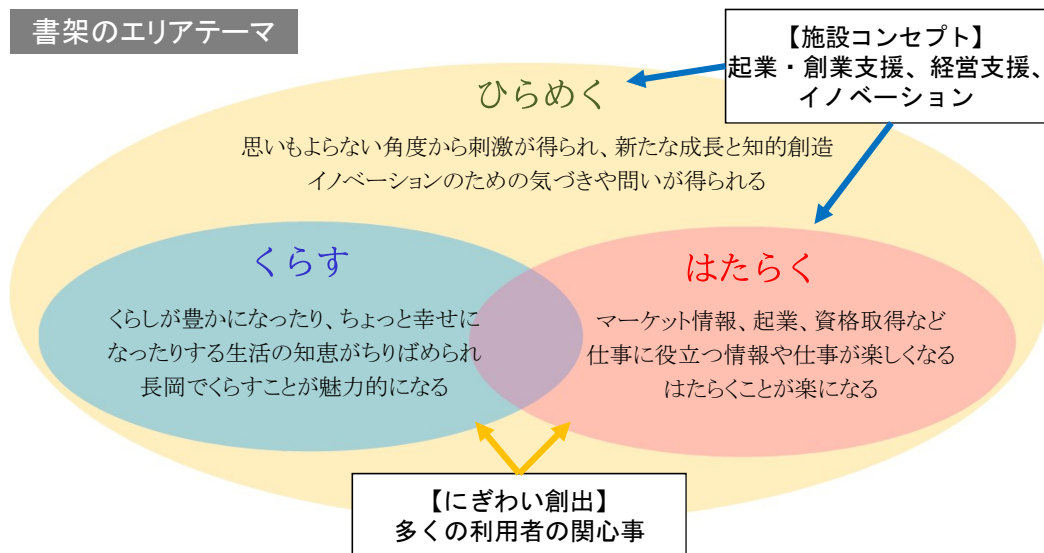 書架のエリアテーマ
【施設コンセプト】
起業・創業支援、経営支援、
イノベーション
ひらめく
思いもよらない角度から刺激が得られ、新たな成長と知的創造
イノベーションのための気づきや問いが得られる
くらす
くらしが豊かになったり、ちょっと幸せに
なったりする生活の知恵がちりばめられ
長岡でくらすことが魅力的になる
はたらく
マーケット情報、起業、資格取得など
仕事に役立つ情報や仕事が楽しくなる
はたらくことが楽になる
【にぎわい創出】
多くの利用者の関心事